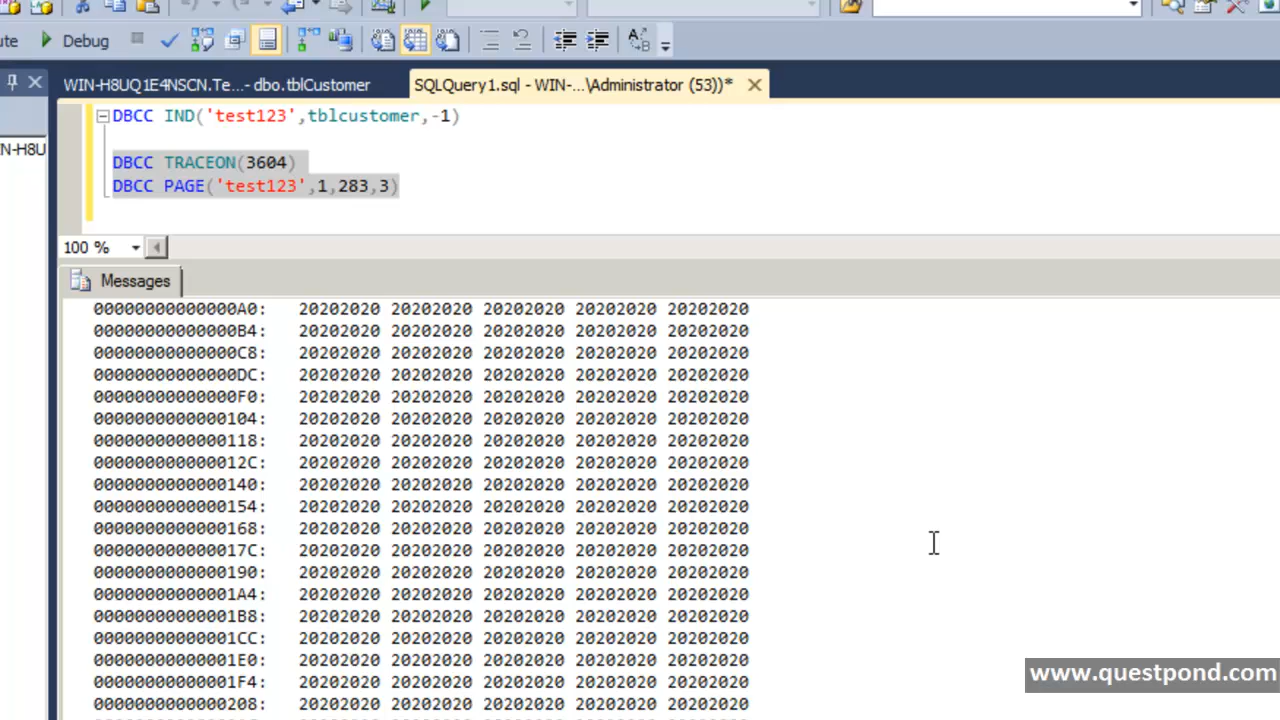 ute Debug
WIN-H8UQ1E4NSCN.Te...- dbo.tblCustomer SQLQuery1.sql - WIN-...\Administrator (53))*
N-H8U
DBCC IND('test123',tblcustomer,-1)
DBCC TRACEON(3604)
DBCC PAGE('test123',1,283,3)
100 %
Messages
00000000000000A0: 20202020 20202020 20202020 20202020 20202020
00000000000000B4: 20202020 20202020 20202020 20202020 20202020
00000000000000C8: 20202020 20202020 20202020 20202020 20202020
00000000000000DC: 20202020 20202020 20202020 20202020 20202020
00000000000000F0: 20202020 20202020 20202020 20202020 20202020
0000000000000104: 20202020 20202020 20202020 20202020 20202020
0000000000000118: 20202020 20202020 20202020 20202020 20202020
000000000000012C: 20202020 20202020 20202020 20202020 20202020
0000000000000140: 20202020 20202020 20202020 20202020 20202020
0000000000000154: 20202020 20202020 20202020 20202020 20202020
0000000000000168: 20202020 20202020 20202020 20202020 20202020
000000000000017C: 20202020 20202020 20202020 20202020 20202020
0000000000000190: 20202020 20202020 20202020 20202020 20202020
00000000000001A4: 20202020 20202020 20202020 20202020 20202020
00000000000001B8: 20202020 20202020 20202020 20202020 20202020
00000000000001CC: 20202020 20202020 20202020 20202020 20202020
00000000000001E0: 20202020 20202020 20202020 20202020 20202020
00000000000001F4: 20202020 20202020 20202020 20202020 20202020
0000000000000208: 20202020 20202020 20202020 20202020 20202020
www.questpond.com